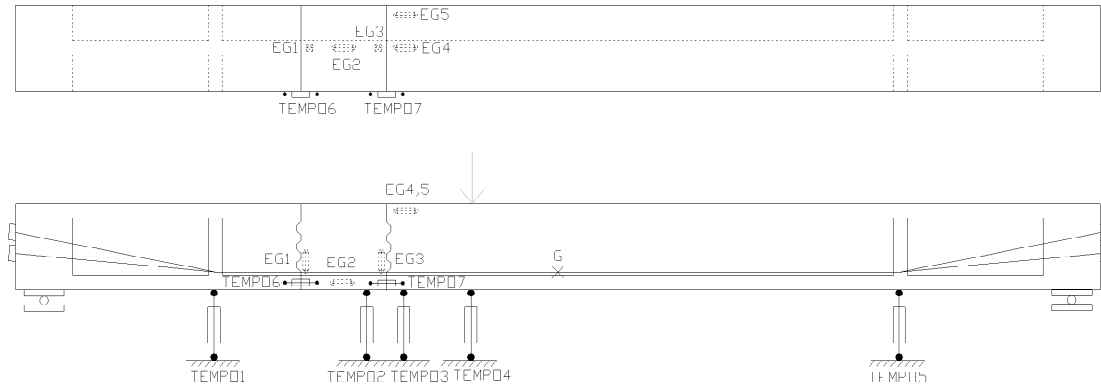 EG5
EG3
EG1 EG4
EG2
TEMPO6 TEMPO7
EG4,5
EG1 EG2 EG3 G
TEMPO6 TEMPO7
TEMPO1 TEMPO2 TEMPO3 TEMPO4 TEMPO5